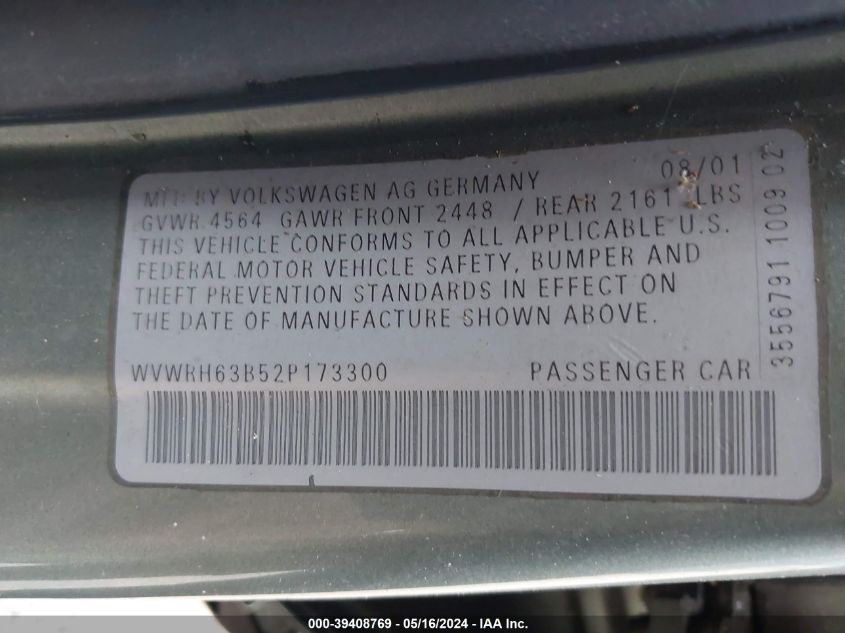 08/01
MFD BY VOLKSWAGEN AG GERMANY
GVWR 4564 GAWR FRONT 2448 / REAR 2161 LBS
THIS VEHICLE CONFORMS TO ALL APPLICABLE U.S.
FEDERAL MOTOR VEHICLE SAFETY, BUMPER AND
THEFT PREVENTION STANDARDS IN EFFECT ON
THE DATE OF MANUFACTURE SHOWN ABOVE.
WVWRH63B52P173300 PASSENGER CAR
3556791 1009 02
000-39408769 - 05/16/2024 - IAA Inc.